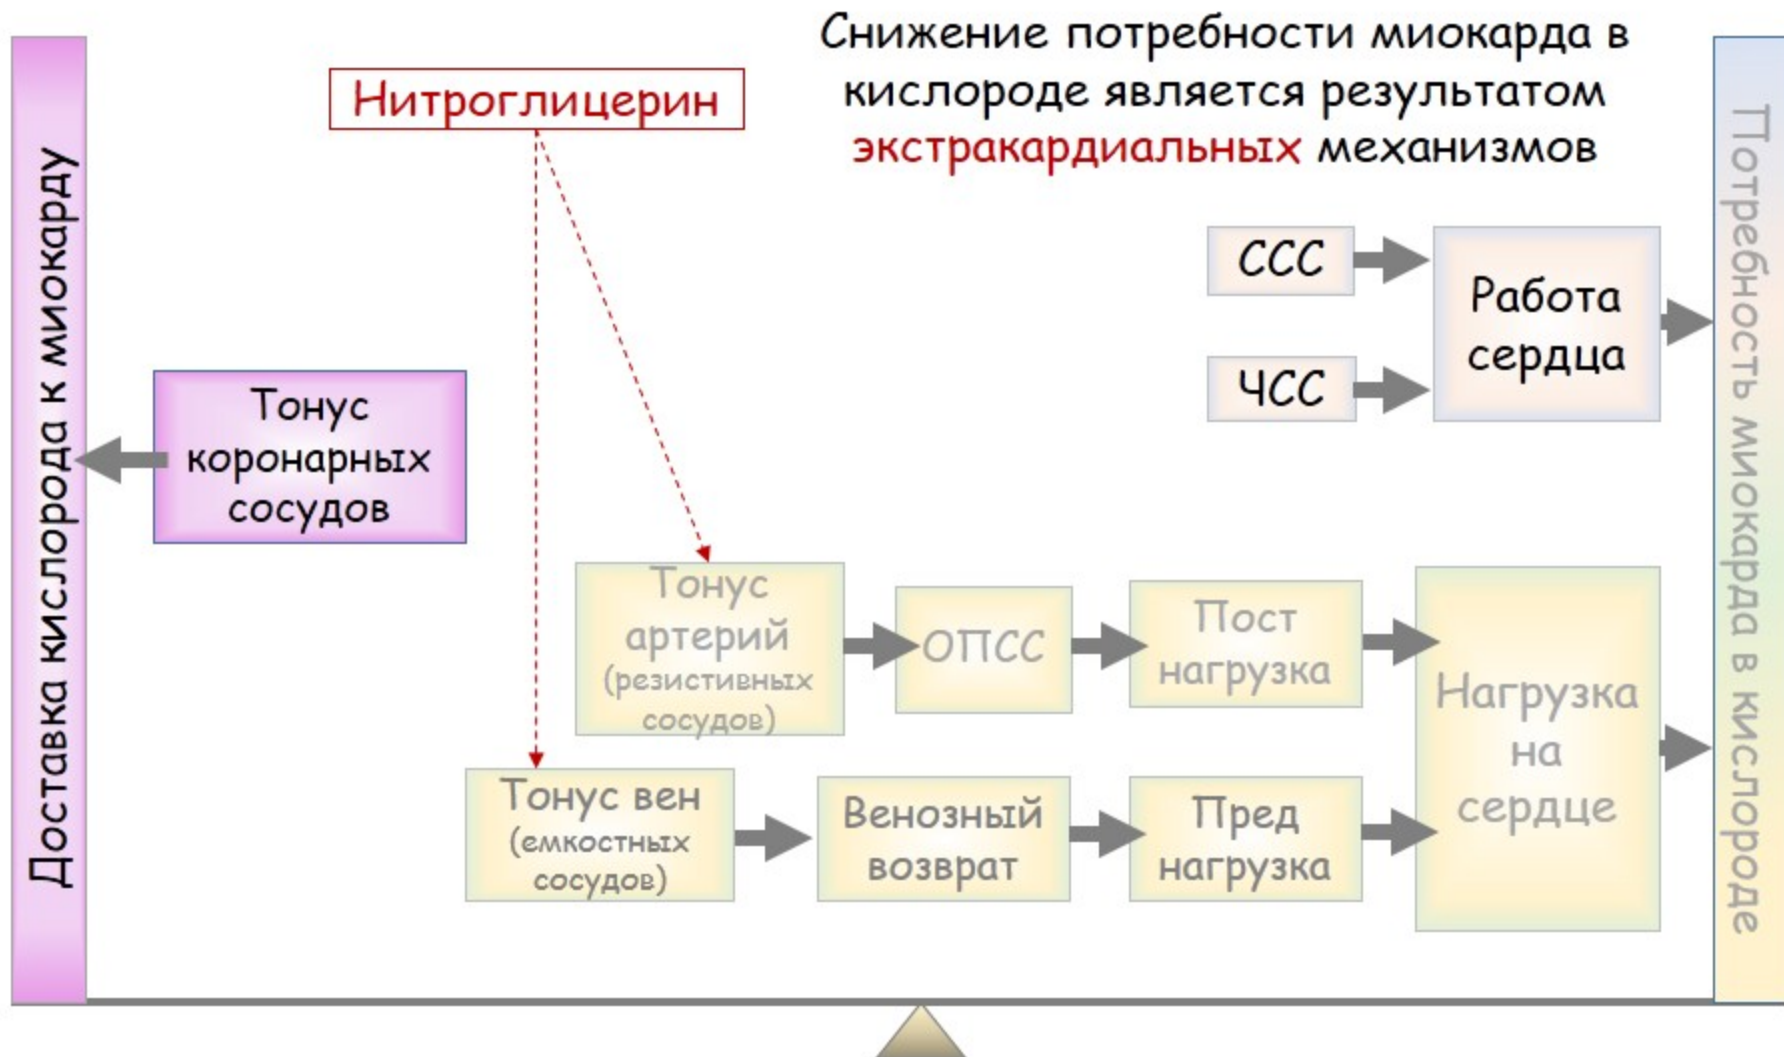 Снижение потребности миокарда в
кислороде является результатом
экстракардиальных механизмов
Нитроглицерин
Доставка кислорода к миокарду
Тонус
коронарных
сосудов
ССС
ЧСС
Работа
сердца
Потребность миокарда в кислороде
Тонус
артерий
(резистивных
сосудов)
ОПСС
Пост
нагрузка
Нагрузка
на
сердце
Тонус вен
(емкостных
сосудов)
Венозный
возврат
Пред
нагрузка